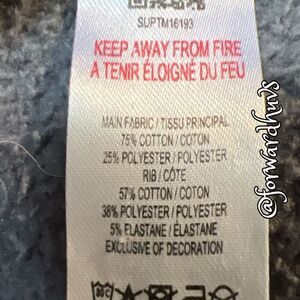 SUPTM16193
KEEP AWAY FROM FIRE
A TENIR ÉLOIGNÉ DU FEU
MAIN FABRIC / TISSU PRINCIPAL
75% COTTON / COTON
25% POLYESTER / POLYESTER
RIB / CÔTE
57% COTTON / COTON
38% POLYESTER / POLYESTER
5% ELASTANE / ÉLASTANE
EXCLUSIVE OF DECORATION
@forwardhuvs